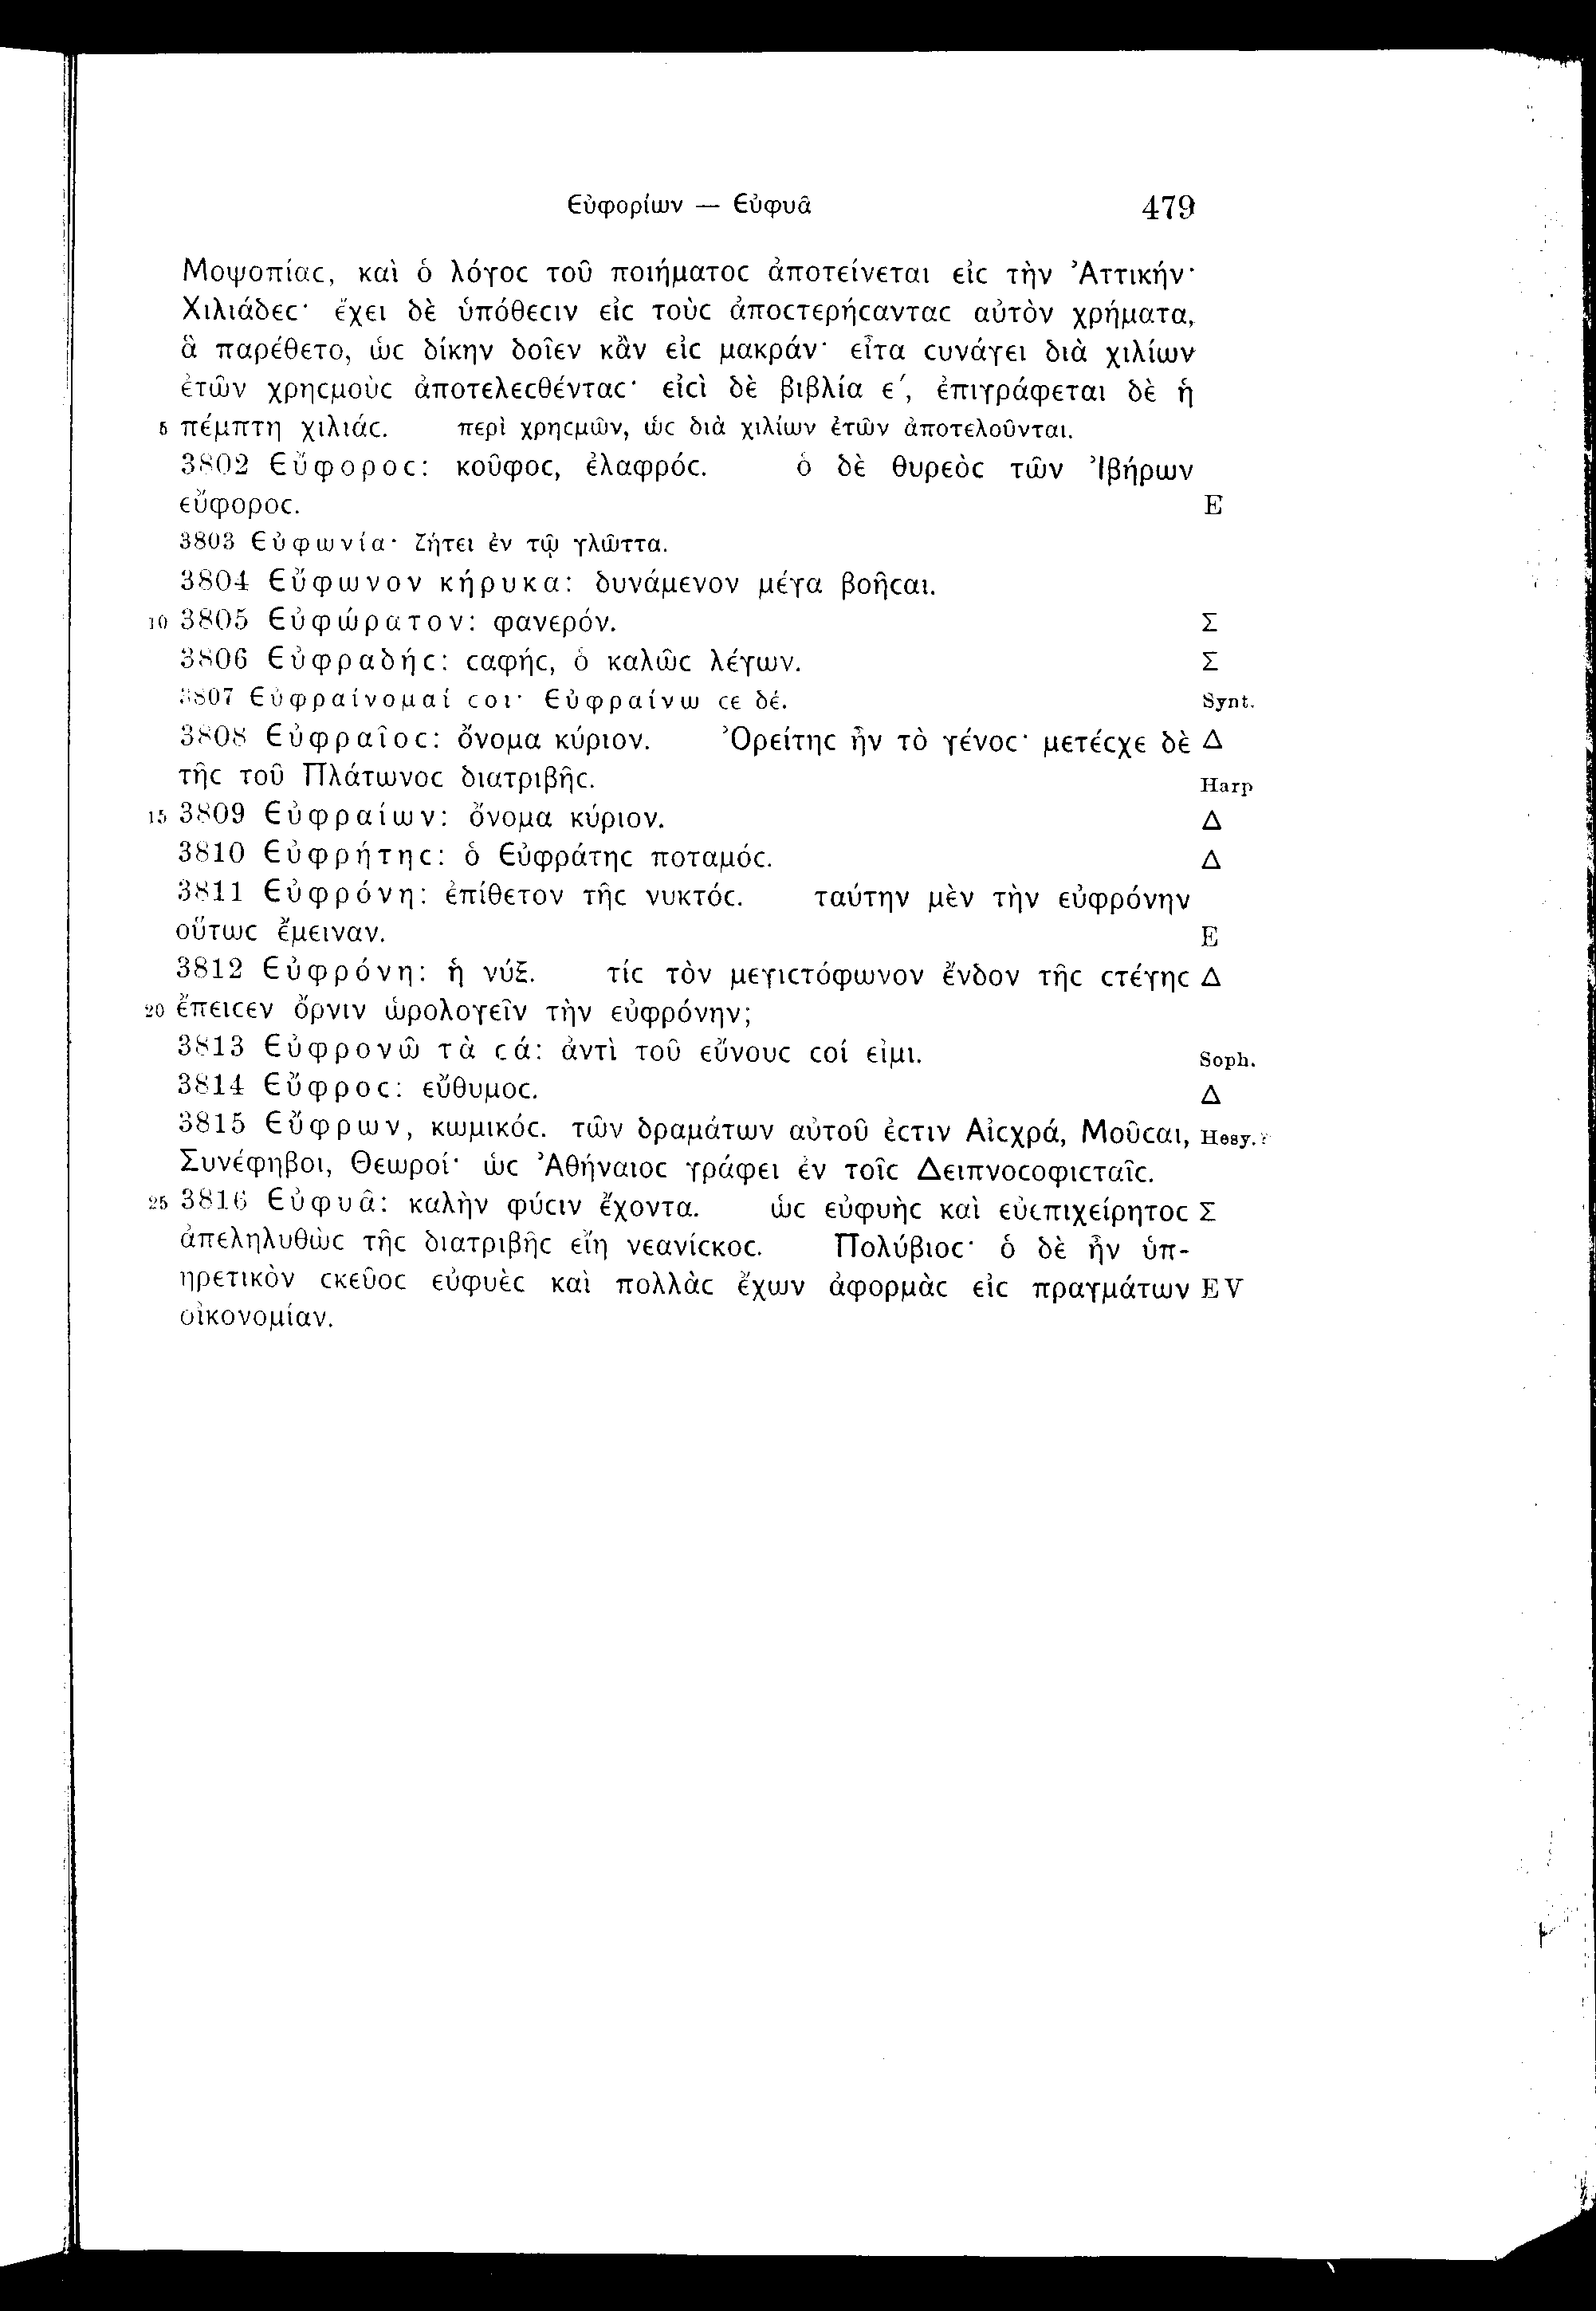 Εὐφορίων — Εὐφυᾶ 479
Μοψοπίαϲ, καὶ ὁ λόγοϲ τοῦ ποιήματοϲ ἀποτείνεται εἰϲ τὴν Ἀττικήν·
Χιλιάδεϲ· ἔχει δὲ ὑπόθεϲιν εἰϲ τοὺϲ ἀποϲτερήϲανταϲ αὐτὸν χρήματα,
ἃ παρέθετο, ὡϲ δίκην δοῖεν κἂν εἰϲ μακράν· εἶτα ϲυνάγει διὰ χιλίων
ἐτῶν χρηϲμοὺϲ ἀποτελεϲθένταϲ· εἰϲὶ δὲ βιβλία ε΄, ἐπιγράφεται δὲ ἡ
5 πέμπτη χιλιάϲ. περὶ χρηϲμῶν, ὡϲ διὰ χιλίων ἐτῶν ἀποτελοῦνται.
3802 Εὔφοροϲ: κοῦφοϲ, ἐλαφρόϲ. ὁ δὲ θυρεὸϲ τῶν Ἰβήρων
εὔφοροϲ. E
3803 Εὐφωνία· ζήτει ἐν τῷ γλῶττα.
3804 Εὔφωνον κήρυκα: δυνάμενον μέγα βοῆϲαι.
10 3805 Εὐφώρατον: φανερόν. Σ
3806 Εὐφραδήϲ: ϲαφήϲ, ὁ καλῶϲ λέγων. Σ
3807 Εὐφραίνομαί ϲοι· Εὐφραίνω ϲε δέ. Synt.
3808 Εὐφραῖοϲ: ὄνομα κύριον. Ὀρείτηϲ ἦν τὸ γένοϲ· μετέϲχε δὲ Δ
τῆϲ τοῦ Πλάτωνοϲ διατριβῆϲ. Harp
15 3809 Εὐφραίων: ὄνομα κύριον. Δ
3810 Εὐφρήτηϲ: ὁ Εὐφράτηϲ ποταμόϲ. Δ
3811 Εὐφρόνη: ἐπίθετον τῆϲ νυκτόϲ. ταύτην μὲν τὴν εὐφρόνην
οὕτωϲ ἔμειναν. E
3812 Εὐφρόνη: ἡ νύξ. τίϲ τὸν μεγιϲτόφωνον ἔνδον τῆϲ ϲτέγηϲ Δ
20 ἔπειϲεν ὄρνιν ὡρολογεῖν τὴν εὐφρόνην;
3813 Εὐφρονῶ τὰ ϲά: ἀντὶ τοῦ εὔνουϲ ϲοί εἰμι. Soph.
3814 Εὔφροϲ: εὔθυμοϲ. Δ
3815 Εὔφρων, κωμικόϲ. τῶν δραμάτων αὐτοῦ ἐϲτιν Αἰϲχρά, Μοῦϲαι, Hesy.?
Συνέφηβοι, Θεωροί· ὡϲ Ἀθήναιοϲ γράφει ἐν τοῖϲ Δειπνοϲοφιϲταῖϲ.
25 3816 Εὐφυᾶ: καλὴν φύϲιν ἔχοντα. ὡϲ εὐφυὴϲ καὶ εὐεπιχείρητοϲ Σ
ἀπεληλυθὼϲ τῆϲ διατριβῆϲ εἴη νεανίϲκοϲ. Πολύβιοϲ· ὁ δὲ ἦν ὑπ-
ηρετικὸν ϲκεῦοϲ εὐφυὲϲ καὶ πολλὰϲ ἔχων ἀφορμὰϲ εἰϲ πραγμάτων E V
οἰκονομίαν.